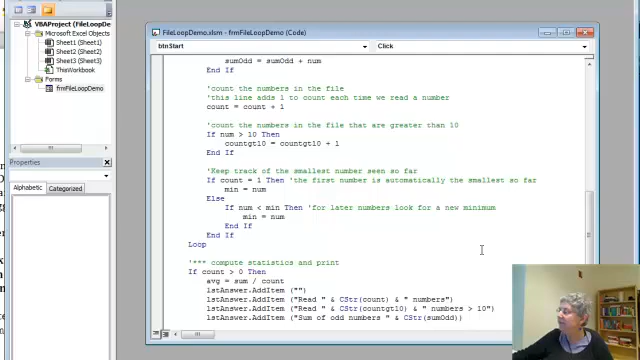 VBAProject (FileLoopD
Microsoft Excel Objects
Sheet1 (Sheet1)
Sheet2 (Sheet2)
Sheet3 (Sheet3)
ThisWorkbook
Forms
frmFileLoopDemo
Properties
Alphabetic Categorized
FileLoopDemo.xlsm - frmFileLoopDemo (Code)
btnStart Click
sumOdd = sumOdd + num
End If
'count the numbers in the file
'this line adds 1 to count each time we read a number
count = count + 1
'count the numbers in the file that are greater than 10
If num > 10 Then
countgt10 = countgt10 + 1
End If
'Keep track of the smallest number seen so far
If count = 1 Then 'the first number is automatically the smallest so far
min = num
Else
If num < min Then 'for later numbers look for a new minimum
min = num
End If
End If
Loop
'*** compute statistics and print
If count > 0 Then
avg = sum / count
lstAnswer.AddItem ("")
lstAnswer.AddItem ("Read " & CStr(count) & " numbers")
lstAnswer.AddItem ("Read " & CStr(countgt10) & " numbers > 10")
lstAnswer.AddItem ("Sum of odd numbers " & CStr(sumOdd))